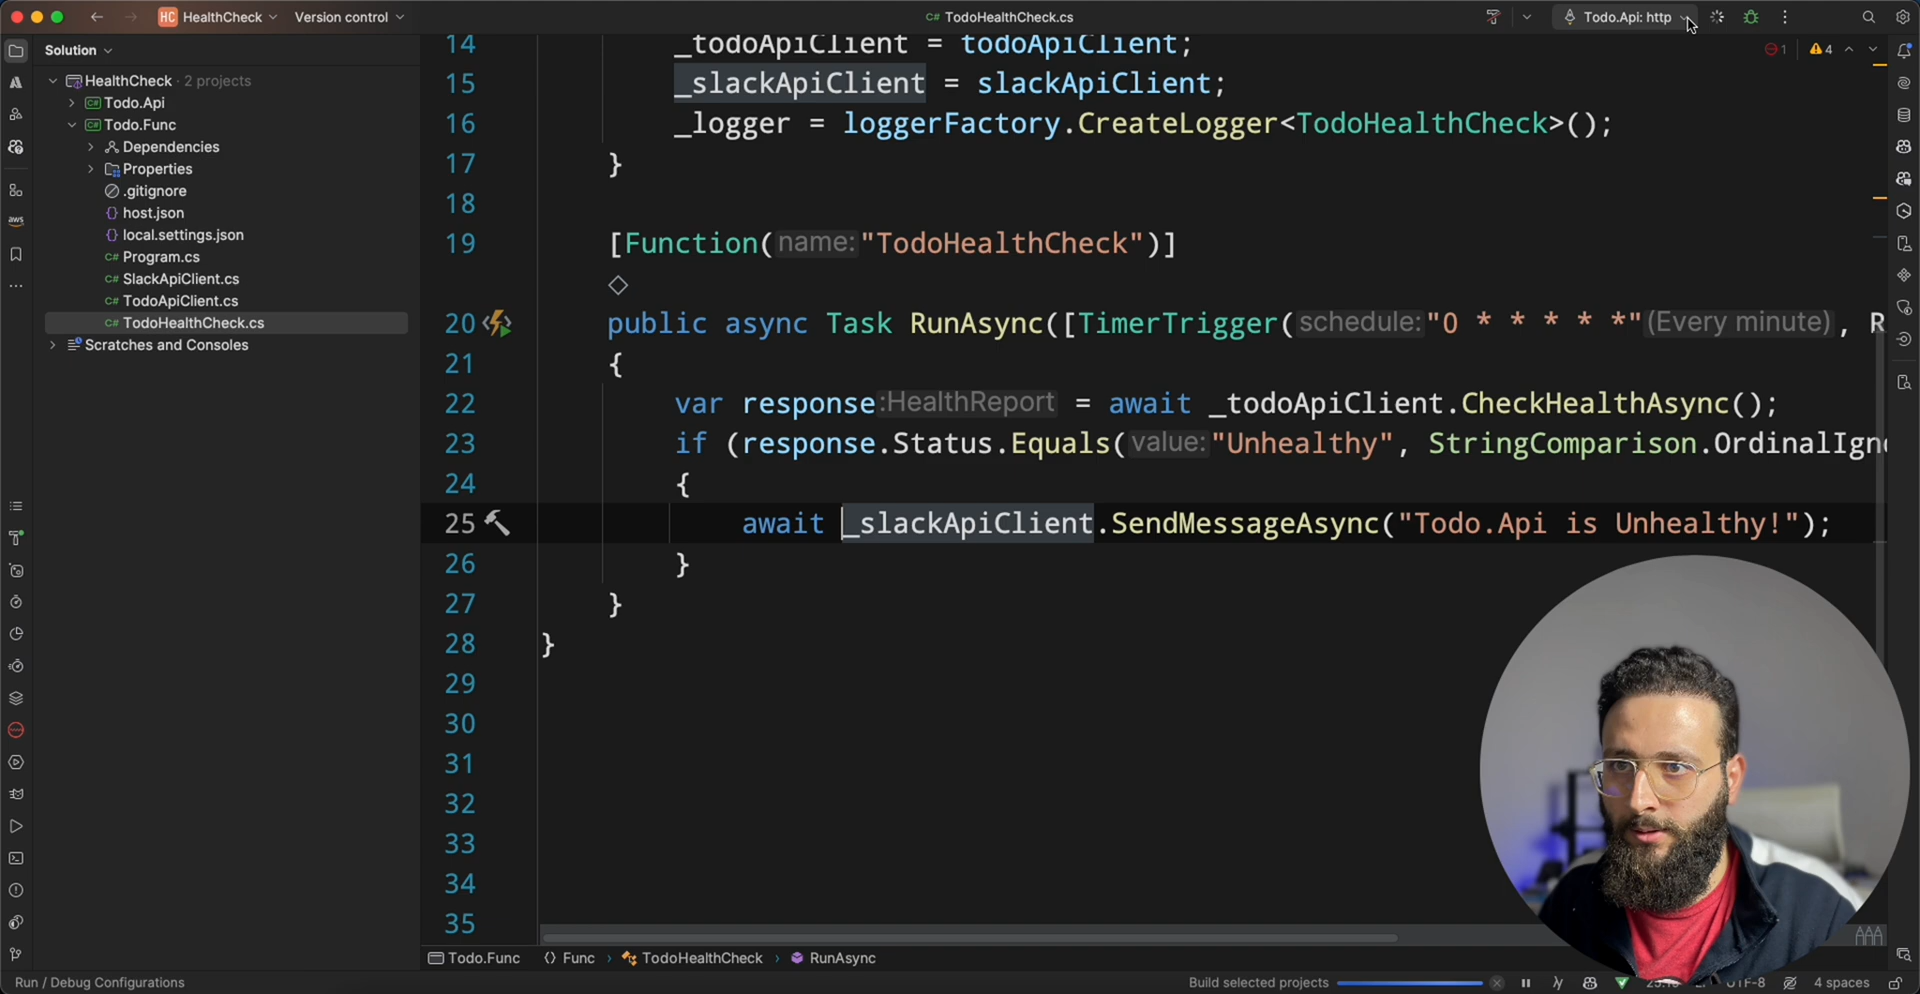 HC HealthCheck
Version control
C# TodoHealthCheck.cs
Todo.Api: http
Solution
HealthCheck · 2 projects
C# Todo.Api
C# Todo.Func
Dependencies
Properties
.gitignore
{} host.json
{} local.settings.json
C# Program.cs
C# SlackApiClient.cs
C# TodoApiClient.cs
C# TodoHealthCheck.cs
Scratches and Consoles
aws
1 4
14 _todoApiClient = todoApiClient;
15 _slackApiClient = slackApiClient;
16 _logger = loggerFactory.CreateLogger<TodoHealthCheck>();
17 }
18
19 [Function( name: "TodoHealthCheck")]
20 public async Task RunAsync([TimerTrigger( schedule: "0 * * * * *" (Every minute) , R
21 {
22 var response :HealthReport = await _todoApiClient.CheckHealthAsync();
23 if (response.Status.Equals( value: "Unhealthy", StringComparison.OrdinalIgn
24 {
25 await _slackApiClient.SendMessageAsync("Todo.Api is Unhealthy!");
26 }
27 }
28 }
29
30
31
32
33
34
35
Todo.Func
Func › TodoHealthCheck › RunAsync
Run / Debug Configurations
Build selected projects
UTF-8
4 spaces